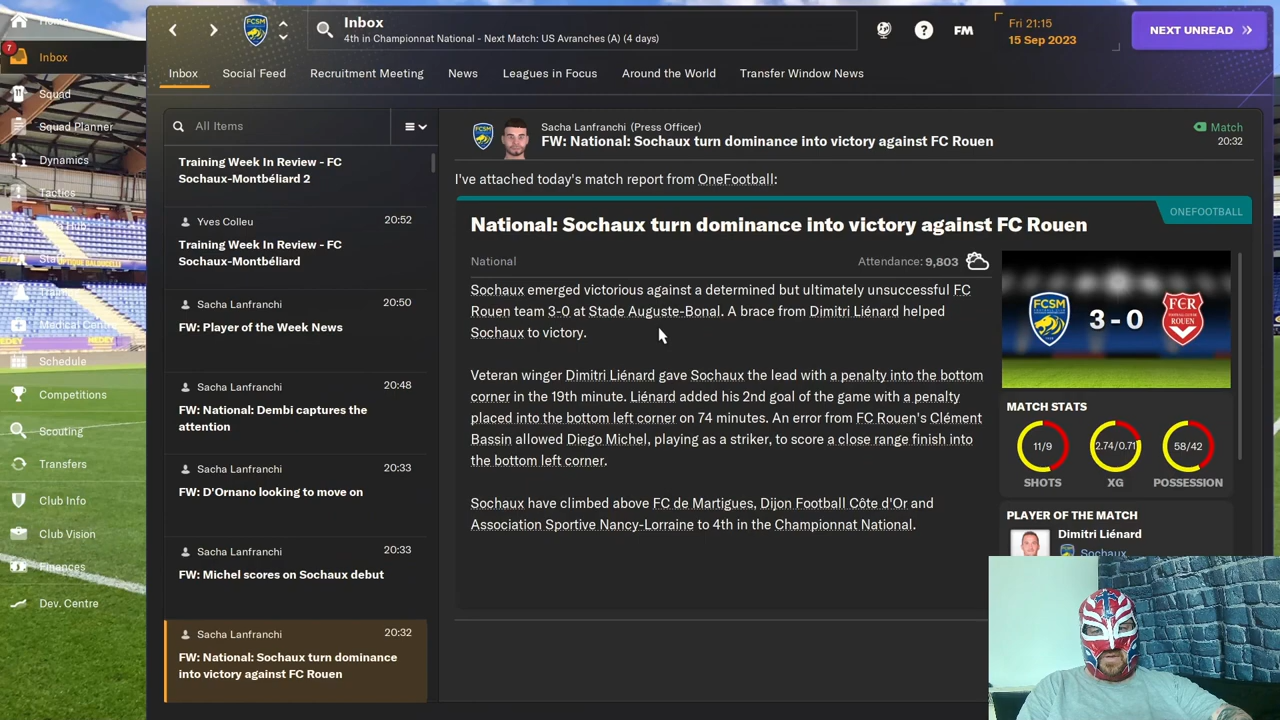 Home
7
Inbox
Squad
Squad Planner
Dynamics
Tactics
Medical Centre
Schedule
Competitions
Scouting
Transfers
Club Info
Club Vision
Finances
Dev. Centre
FCSM
Inbox
4th in Championnat National - Next Match: US Avranches (A) (4 days)
?
FM
Fri 21:15
15 Sep 2023
NEXT UNREAD
Inbox
Social Feed
Recruitment Meeting
News
Leagues in Focus
Around the World
Transfer Window News
All Items
Training Week In Review - FC
Sochaux-Montbéliard 2
Yves Colleu 20:52
Training Week In Review - FC
Sochaux-Montbéliard
Sacha Lanfranchi 20:50
FW: Player of the Week News
Sacha Lanfranchi 20:48
FW: National: Dembi captures the
attention
Sacha Lanfranchi 20:33
FW: D'Ornano looking to move on
Sacha Lanfranchi 20:33
FW: Michel scores on Sochaux debut
Sacha Lanfranchi 20:32
FW: National: Sochaux turn dominance
into victory against FC Rouen
Sacha Lanfranchi (Press Officer)
FW: National: Sochaux turn dominance into victory against FC Rouen
Match
20:32
I've attached today's match report from OneFootball:
ONEFOOTBALL
National: Sochaux turn dominance into victory against FC Rouen
National
Attendance: 9,803
Sochaux emerged victorious against a determined but ultimately unsuccessful FC
Rouen team 3-0 at Stade Auguste-Bonal. A brace from Dimitri Liénard helped
Sochaux to victory.
Veteran winger Dimitri Liénard gave Sochaux the lead with a penalty into the bottom
corner in the 19th minute. Liénard added his 2nd goal of the game with a penalty
placed into the bottom left corner on 74 minutes. An error from FC Rouen's Clément
Bassin allowed Diego Michel, playing as a striker, to score a close range finish into
the bottom left corner.
Sochaux have climbed above FC de Martigues, Dijon Football Côte d'Or and
Association Sportive Nancy-Lorraine to 4th in the Championnat National.
FCSM
3 - 0
FCR
ROUEN
MATCH STATS
11/9
2.74/0.71
58/42
SHOTS
XG
POSSESSION
PLAYER OF THE MATCH
Dimitri Liénard
Sochaux